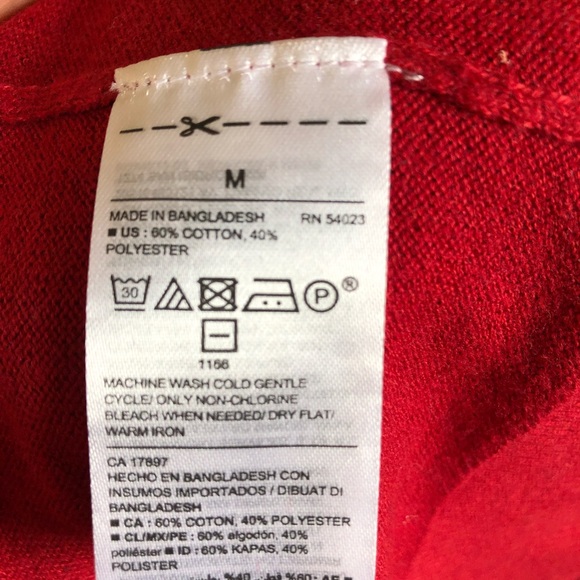 M
MADE IN BANGLADESH RN 54023
■ US : 60% COTTON, 40%
POLYESTER
30 P ®
1166
MACHINE WASH COLD GENTLE
CYCLE/ ONLY NON-CHLORINE
BLEACH WHEN NEEDED/ DRY FLAT/
WARM IRON
CA 17897
HECHO EN BANGLADESH CON
INSUMOS IMPORTADOS / DIBUAT DI
BANGLADESH
■ CA : 60% COTON, 40% POLYESTER
■ CL/MX/PE : 60% algodón, 40%
poliéster ■ ID : 60% KAPAS, 40%
POLISTER